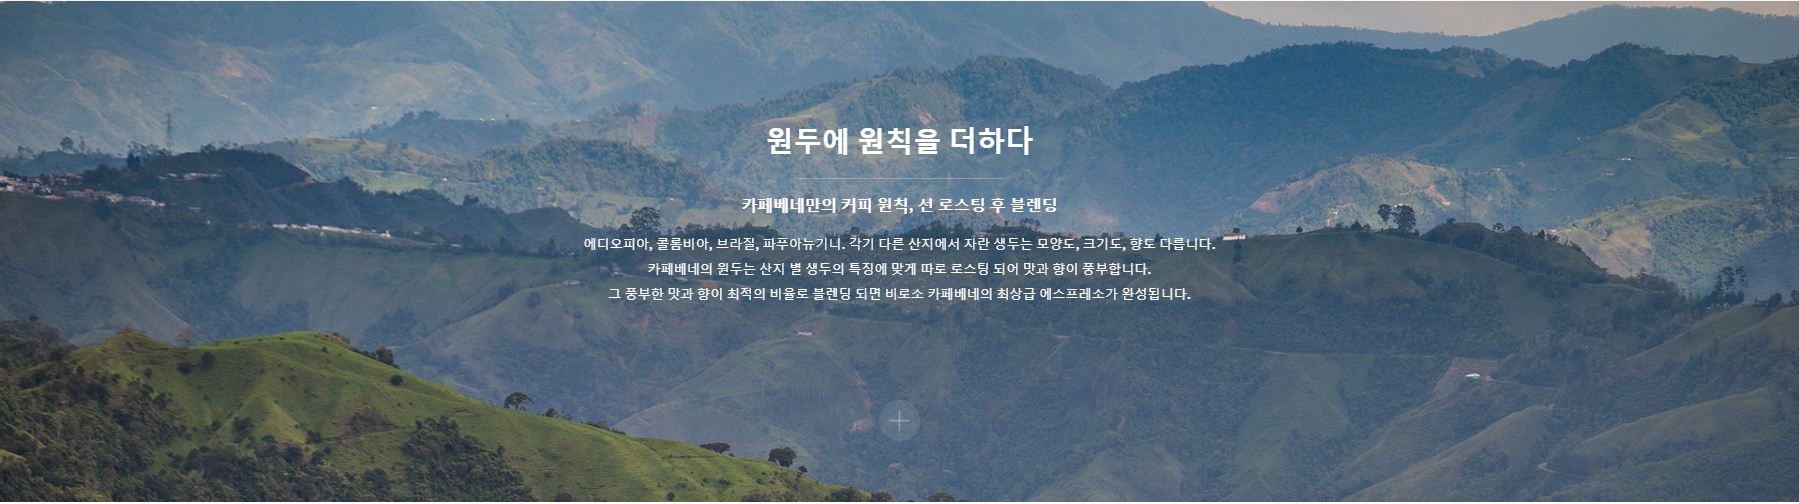 원두에 원칙을 더하다
카페베네만의 커피 원칙, 선 로스팅 후 블렌딩
에디오피아, 콜롬비아, 브라질, 파푸아뉴기니. 각기 다른 산지에서 자란 생두는 모양도, 크기도, 향도 다릅니다.
카페베네의 원두는 산지 별 생두의 특징에 맞게 따로 로스팅 되어 맛과 향이 풍부합니다.
그 풍부한 맛과 향이 최적의 비율로 블렌딩 되면 비로소 카페베네의 최상급 에스프레소가 완성됩니다.